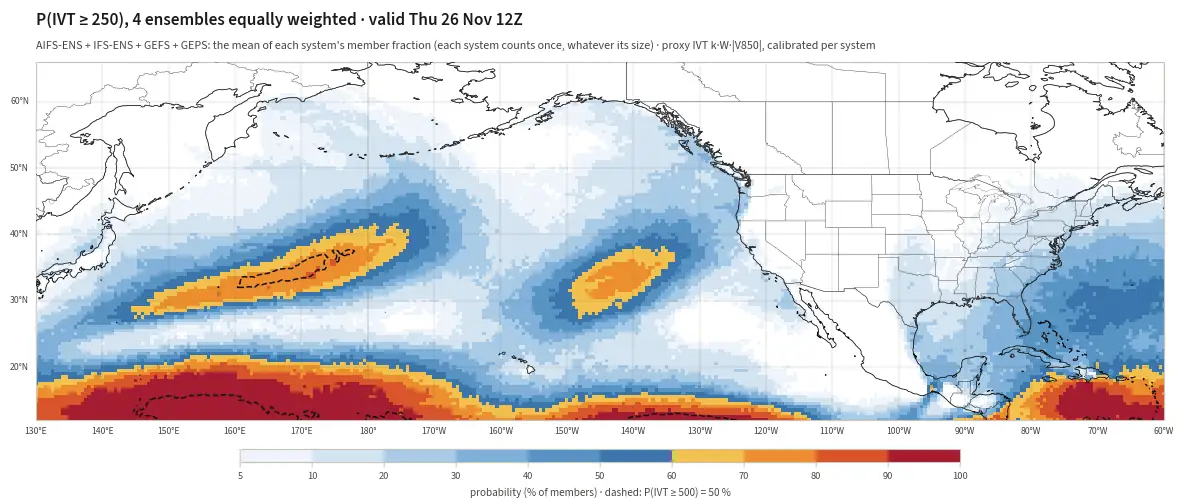 P(IVT ≥ 250), 4 ensembles equally weighted · valid Thu 26 Nov 12Z
AIFS-ENS + IFS-ENS + GEFS + GEPS: the mean of each system's member fraction (each system counts once, whatever its size) · proxy IVT k·W·|V850|, calibrated per system
60°N
50°N
40°N
30°N
20°N
130°E 140°E 150°E 160°E 170°E 180° 170°W 160°W 150°W 140°W 130°W 120°W 110°W 100°W 90°W 80°W 70°W 60°W
5 10 20 30 40 50 60 70 80 90 100
probability (% of members) · dashed: P(IVT ≥ 500) = 50 %